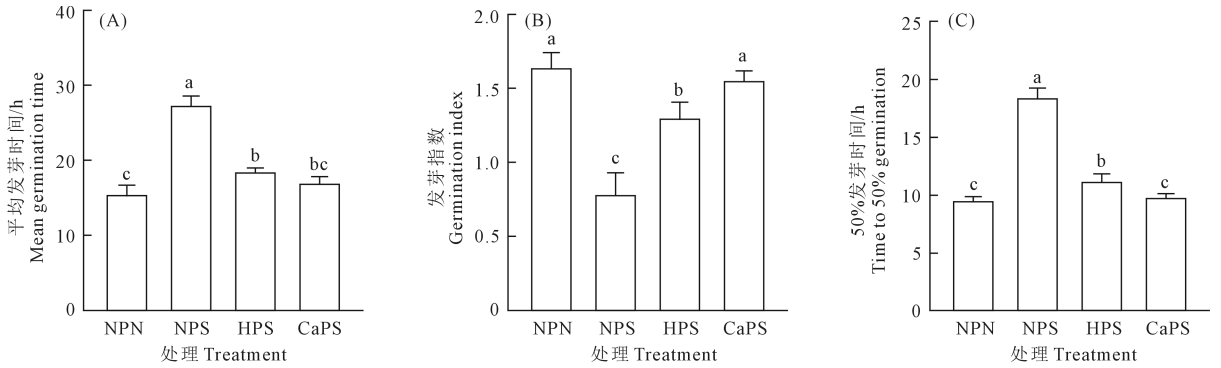 (A)
平均发芽时间/h
Mean germination time
40
30
20
10
0
c
a
b
bc
NPN NPS HPS CaPS
处理 Treatment
(B)
发芽指数
Germination index
2.0
1.5
1.0
0.5
0
a
c
b
a
NPN NPS HPS CaPS
处理 Treatment
(C)
50%发芽时间/h
Time to 50% germination
25
20
15
10
5
0
c
a
b
c
NPN NPS HPS CaPS
处理 Treatment